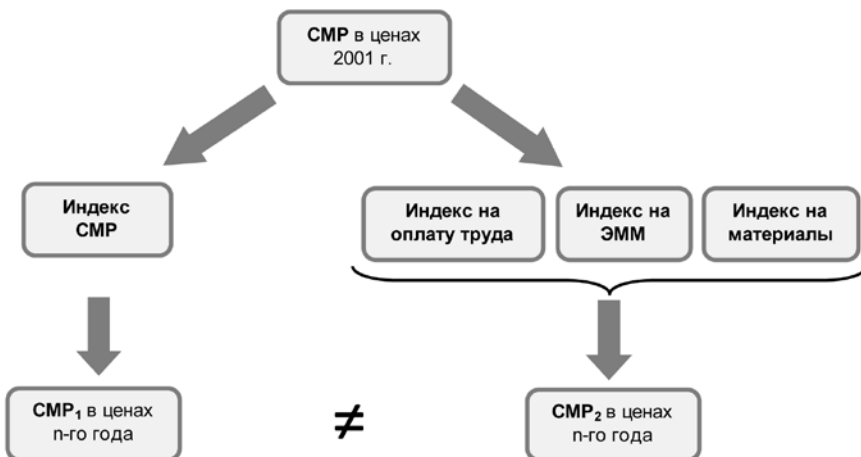 СМР в ценах
2001 г.
Индекс
СМР
Индекс на
оплату труда
Индекс на
ЭММ
Индекс на
материалы
СМР₁ в ценах
n-го года
≠
СМР₂ в ценах
n-го года